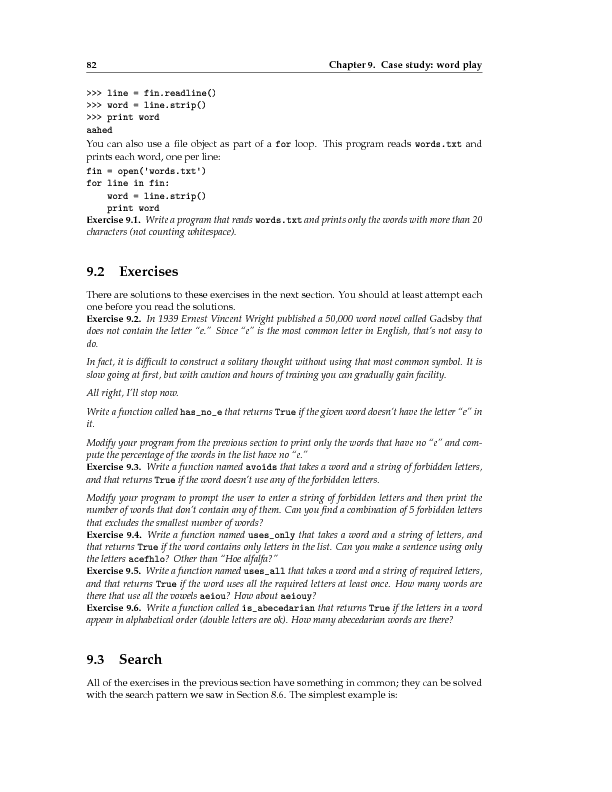 82 Chapter 9. Case study: word play
>>> line = fin.readline()
>>> word = line.strip()
>>> print word
aahed
You can also use a file object as part of a for loop. This program reads words.txt and
prints each word, one per line:
fin = open('words.txt')
for line in fin:
    word = line.strip()
    print word
Exercise 9.1. Write a program that reads words.txt and prints only the words with more than 20
characters (not counting whitespace).
9.2 Exercises
There are solutions to these exercises in the next section. You should at least attempt each
one before you read the solutions.
Exercise 9.2. In 1939 Ernest Vincent Wright published a 50,000 word novel called Gadsby that
does not contain the letter “e.” Since “e” is the most common letter in English, that’s not easy to
do.
In fact, it is difficult to construct a solitary thought without using that most common symbol. It is
slow going at first, but with caution and hours of training you can gradually gain facility.
All right, I’ll stop now.
Write a function called has_no_e that returns True if the given word doesn’t have the letter “e” in
it.
Modify your program from the previous section to print only the words that have no “e” and com-
pute the percentage of the words in the list have no “e.”
Exercise 9.3. Write a function named avoids that takes a word and a string of forbidden letters,
and that returns True if the word doesn’t use any of the forbidden letters.
Modify your program to prompt the user to enter a string of forbidden letters and then print the
number of words that don’t contain any of them. Can you find a combination of 5 forbidden letters
that excludes the smallest number of words?
Exercise 9.4. Write a function named uses_only that takes a word and a string of letters, and
that returns True if the word contains only letters in the list. Can you make a sentence using only
the letters acefhlo? Other than “Hoe alfalfa?”
Exercise 9.5. Write a function named uses_all that takes a word and a string of required letters,
and that returns True if the word uses all the required letters at least once. How many words are
there that use all the vowels aeiou? How about aeiouy?
Exercise 9.6. Write a function called is_abecedarian that returns True if the letters in a word
appear in alphabetical order (double letters are ok). How many abecedarian words are there?
9.3 Search
All of the exercises in the previous section have something in common; they can be solved
with the search pattern we saw in Section 8.6. The simplest example is: